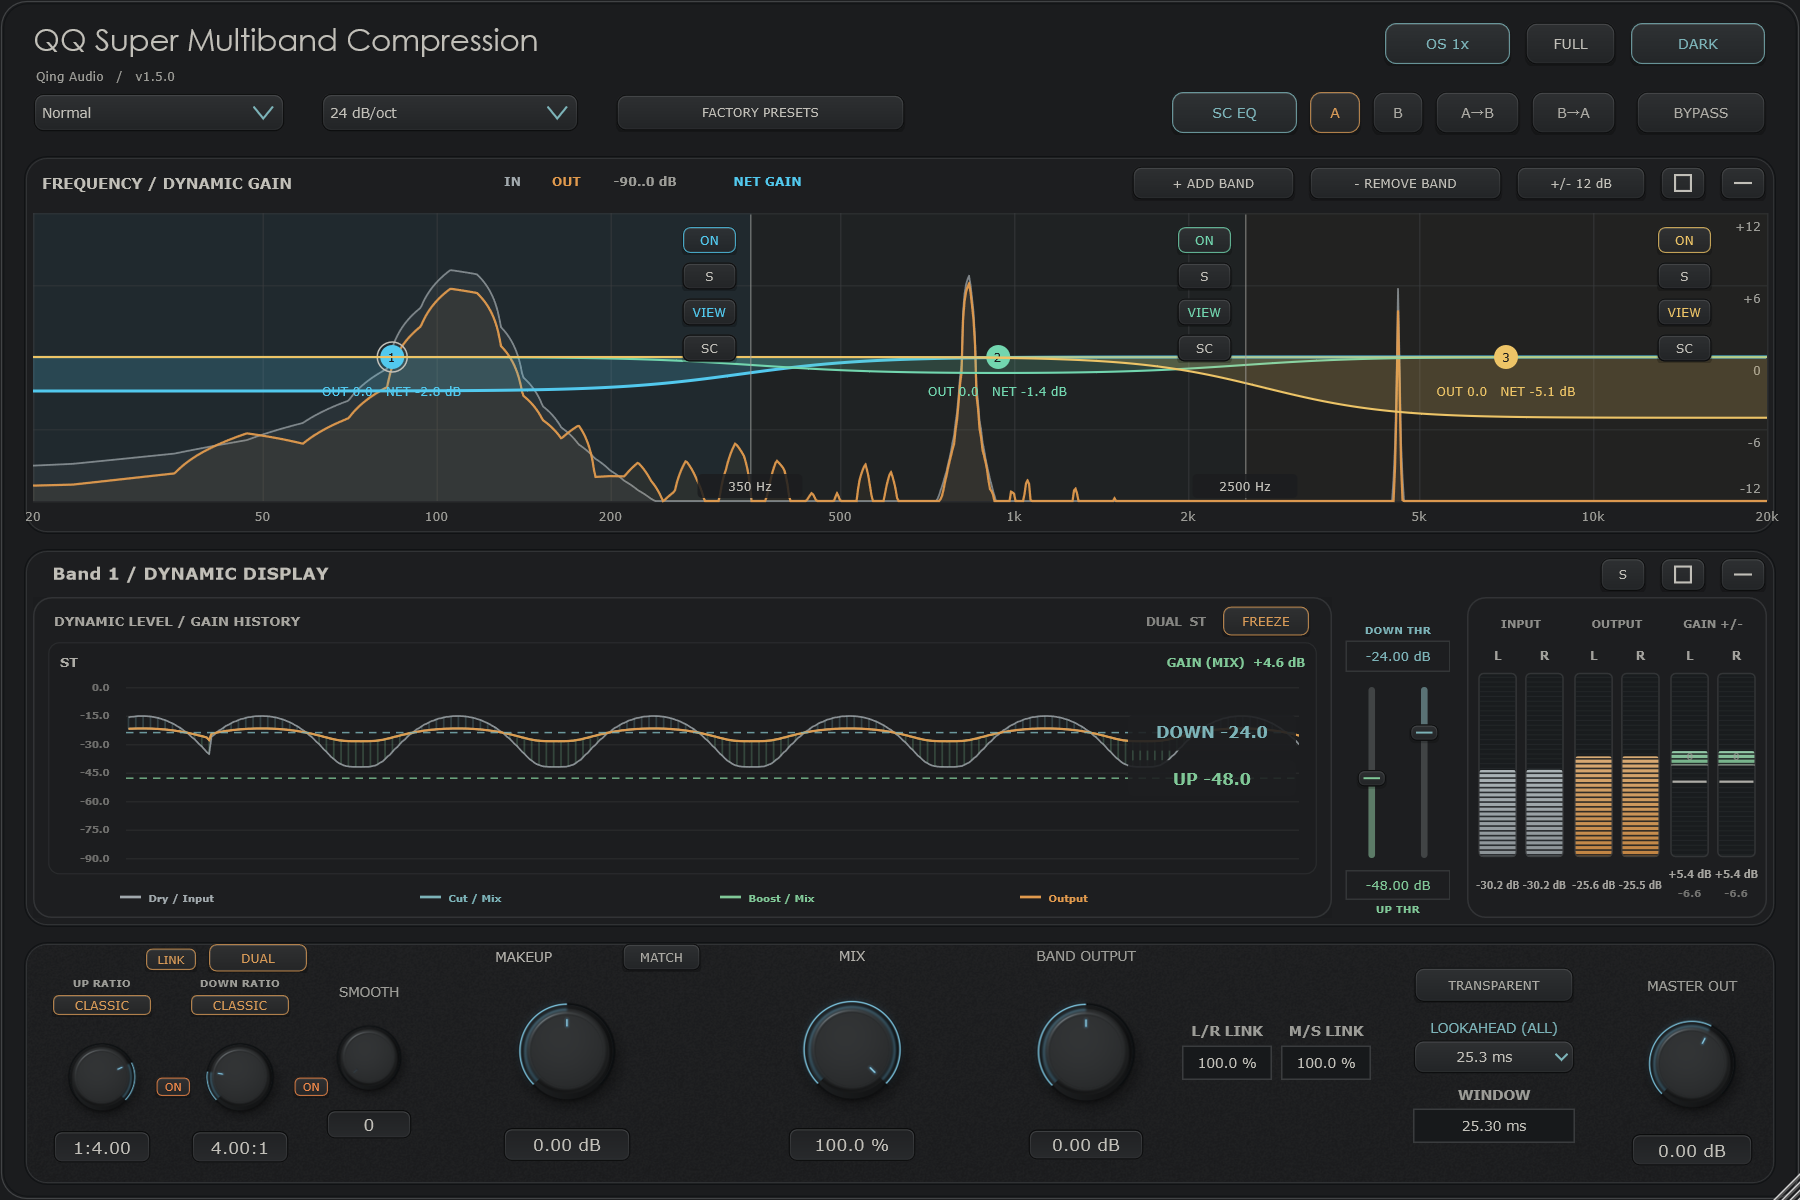 QQ Super Multiband Compression
OS 1x
FULL
DARK
Qing Audio / v1.5.0
Normal
24 dB/oct
FACTORY PRESETS
SC EQ
A
B
A→B
B→A
BYPASS
FREQUENCY / DYNAMIC GAIN
IN
OUT
-90..0 dB
NET GAIN
+ ADD BAND
- REMOVE BAND
+/- 12 dB
ON
S
VIEW
SC
ON
S
VIEW
SC
ON
S
VIEW
SC
+12
+6
0
-6
-12
1
2
3
OUT 0.0 NET -2.8 dB
OUT 0.0 NET -1.4 dB
OUT 0.0 NET -5.1 dB
350 Hz
2500 Hz
20
50
100
200
500
1k
2k
5k
10k
20k
Band 1 / DYNAMIC DISPLAY
S
DYNAMIC LEVEL / GAIN HISTORY
DUAL ST
FREEZE
ST
GAIN (MIX) +4.6 dB
0.0
-15.0
-30.0
-45.0
-60.0
-75.0
-90.0
DOWN -24.0
UP -48.0
Dry / Input
Cut / Mix
Boost / Mix
Output
DOWN THR
-24.00 dB
-48.00 dB
UP THR
INPUT
OUTPUT
GAIN +/-
L
R
L
R
L
R
-30.2 dB
-30.2 dB
-25.6 dB
-25.5 dB
+5.4 dB
+5.4 dB
-6.6
-6.6
LINK
DUAL
UP RATIO
CLASSIC
DOWN RATIO
CLASSIC
SMOOTH
ON
ON
1:4.00
4.00:1
0
MAKEUP
MATCH
0.00 dB
MIX
100.0 %
BAND OUTPUT
0.00 dB
L/R LINK
100.0 %
M/S LINK
100.0 %
TRANSPARENT
LOOKAHEAD (ALL)
25.3 ms
WINDOW
25.30 ms
MASTER OUT
0.00 dB